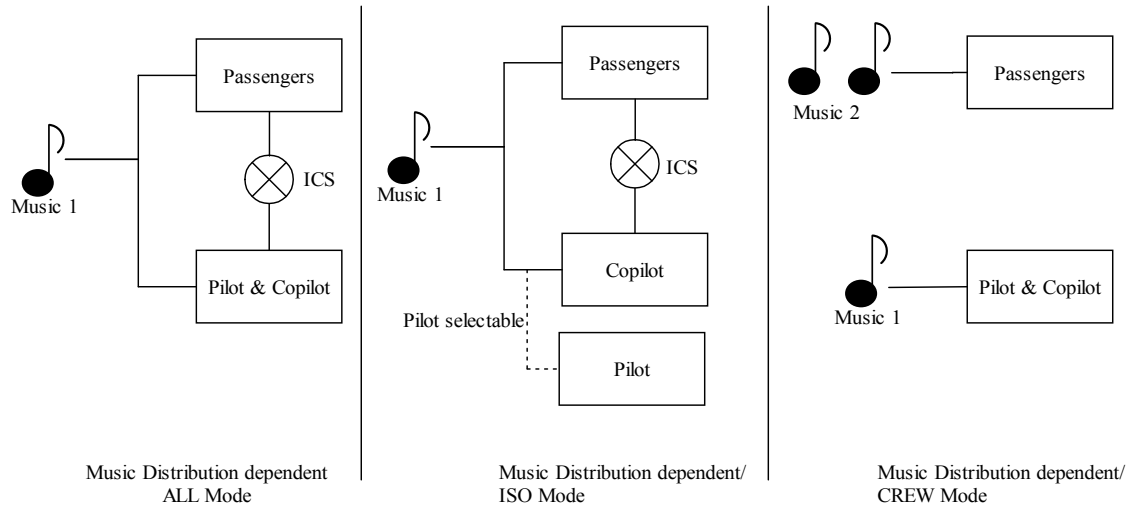 Passengers
ICS
Music 1
Pilot & Copilot
Music Distribution dependent
ALL Mode
Passengers
ICS
Music 1
Copilot
Pilot selectable
Pilot
Music Distribution dependent/
ISO Mode
Passengers
Music 2
Pilot & Copilot
Music 1
Music Distribution dependent/
CREW Mode